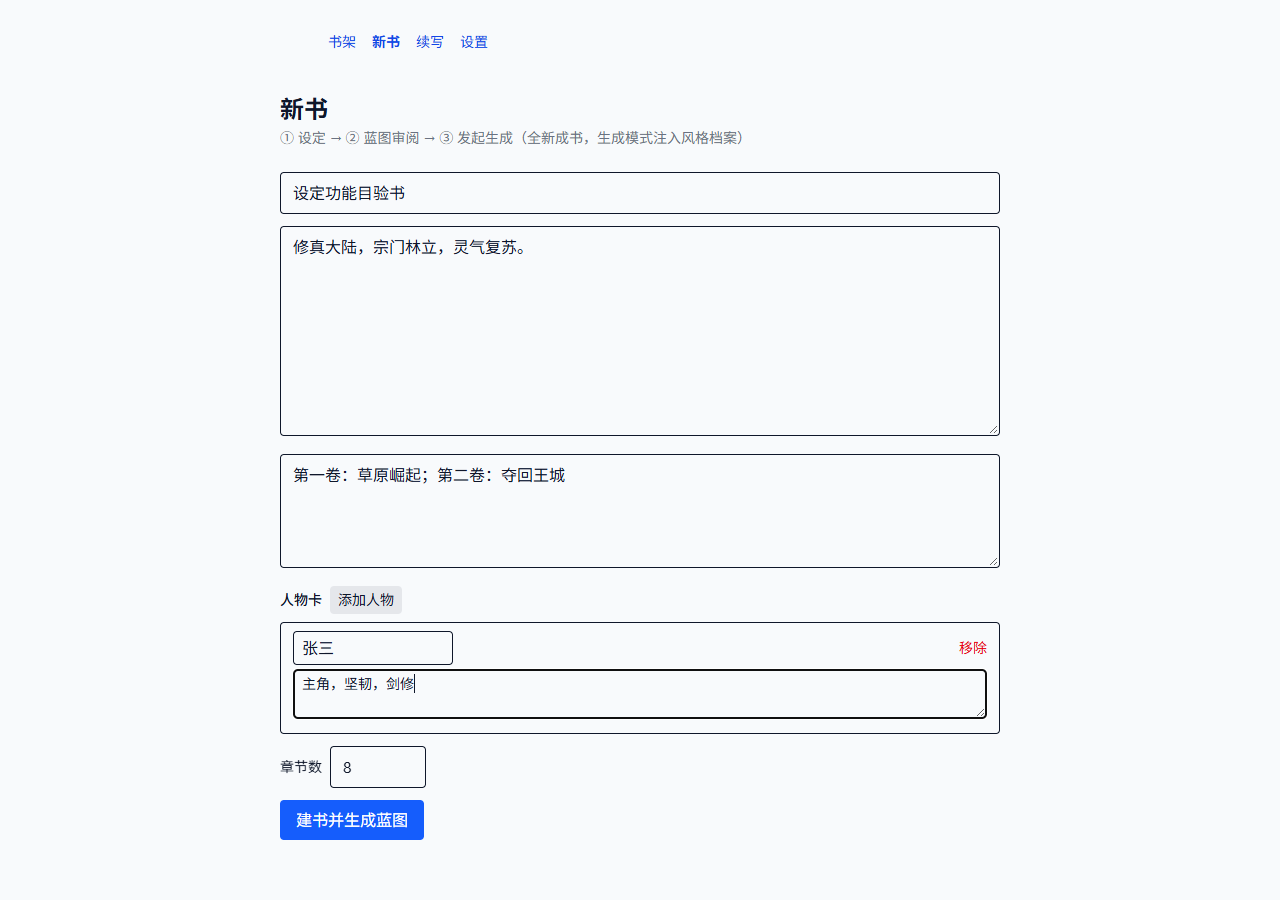 书架 新书 续写 设置
新书
① 设定 → ② 蓝图审阅 → ③ 发起生成（全新成书，生成模式注入风格档案）
设定功能目验书
修真大陆，宗门林立，灵气复苏。
第一卷：草原崛起；第二卷：夺回王城
人物卡 添加人物
张三 移除
主角，坚韧，剑修
章节数 8
建书并生成蓝图